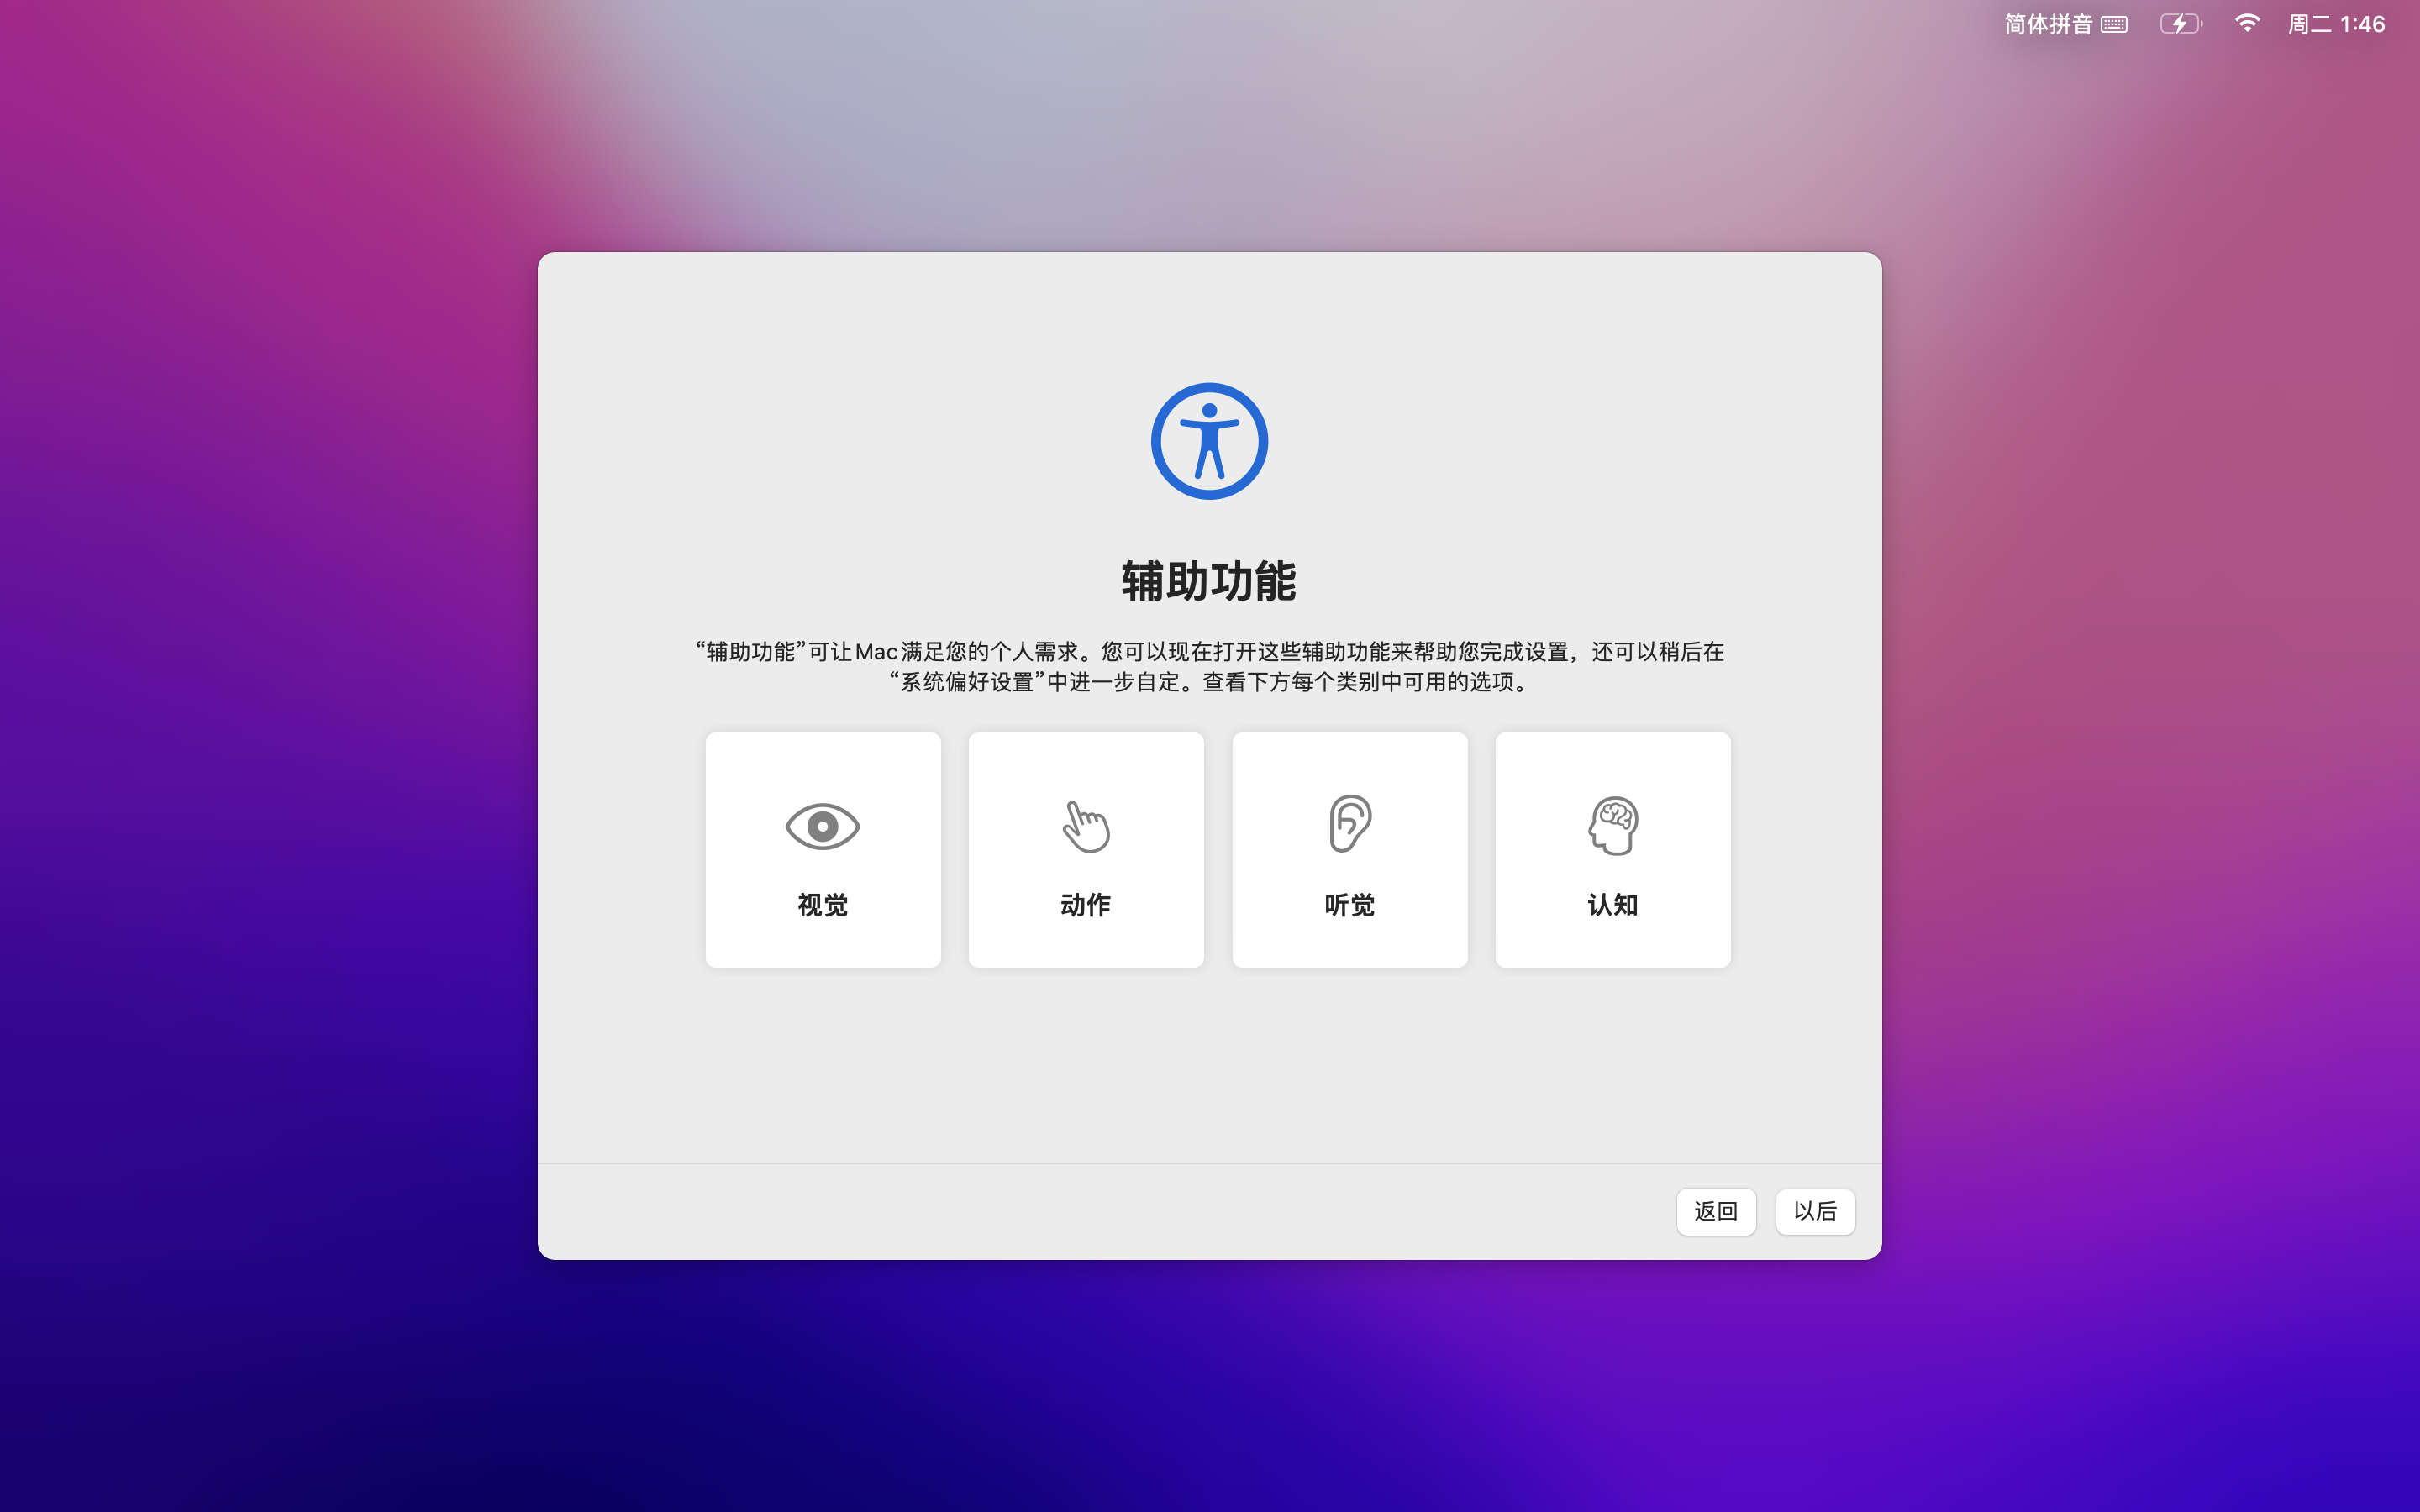 简体拼音
周二 1:46
辅助功能
“辅助功能”可让 Mac 满足您的个人需求。您可以现在打开这些辅助功能来帮助您完成设置，还可以稍后在
“系统偏好设置”中进一步自定。查看下方每个类别中可用的选项。
视觉
动作
听觉
认知
返回
以后